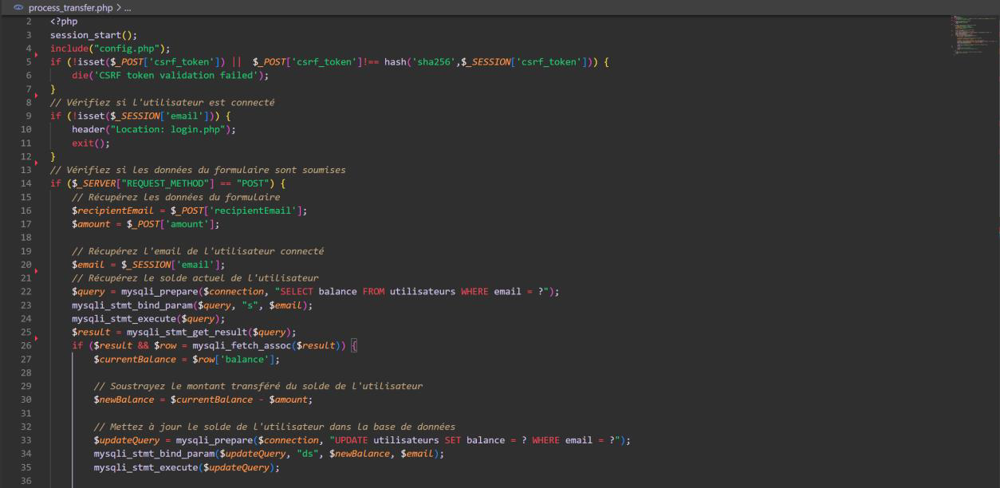 process_transfer.php > ...
2 <?php
3 session_start();
4 include("config.php");
5 if (!isset($_POST['csrf_token']) ||  $_POST['csrf_token']!== hash('sha256',$_SESSION['csrf_token'])) {
6     die('CSRF token validation failed');
7 }
8 // Vérifiez si l'utilisateur est connecté
9 if (!isset($_SESSION['email'])) {
10     header("Location: login.php");
11     exit();
12 }
13 // Vérifiez si les données du formulaire sont soumises
14 if ($_SERVER["REQUEST_METHOD"] == "POST") {
15     // Récupérez les données du formulaire
16     $recipientEmail = $_POST['recipientEmail'];
17     $amount = $_POST['amount'];
18
19     // Récupérez l'email de l'utilisateur connecté
20     $email = $_SESSION['email'];
21     // Récupérez le solde actuel de l'utilisateur
22     $query = mysqli_prepare($connection, "SELECT balance FROM utilisateurs WHERE email = ?");
23     mysqli_stmt_bind_param($query, "s", $email);
24     mysqli_stmt_execute($query);
25     $result = mysqli_stmt_get_result($query);
26     if ($result && $row = mysqli_fetch_assoc($result)) {
27         $currentBalance = $row['balance'];
28
29         // Soustrayez le montant transféré du solde de l'utilisateur
30         $newBalance = $currentBalance - $amount;
31
32         // Mettez à jour le solde de l'utilisateur dans la base de données
33         $updateQuery = mysqli_prepare($connection, "UPDATE utilisateurs SET balance = ? WHERE email = ?");
34         mysqli_stmt_bind_param($updateQuery, "ds", $newBalance, $email);
35         mysqli_stmt_execute($updateQuery);
36